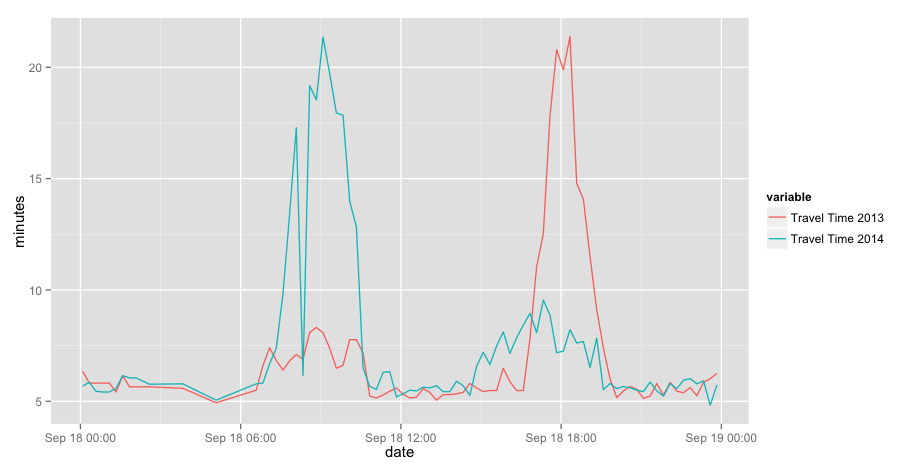 minutes
20
15
10
5
Sep 18 00:00
Sep 18 06:00
Sep 18 12:00
Sep 18 18:00
Sep 19 00:00
date
variable
Travel Time 2013
Travel Time 2014